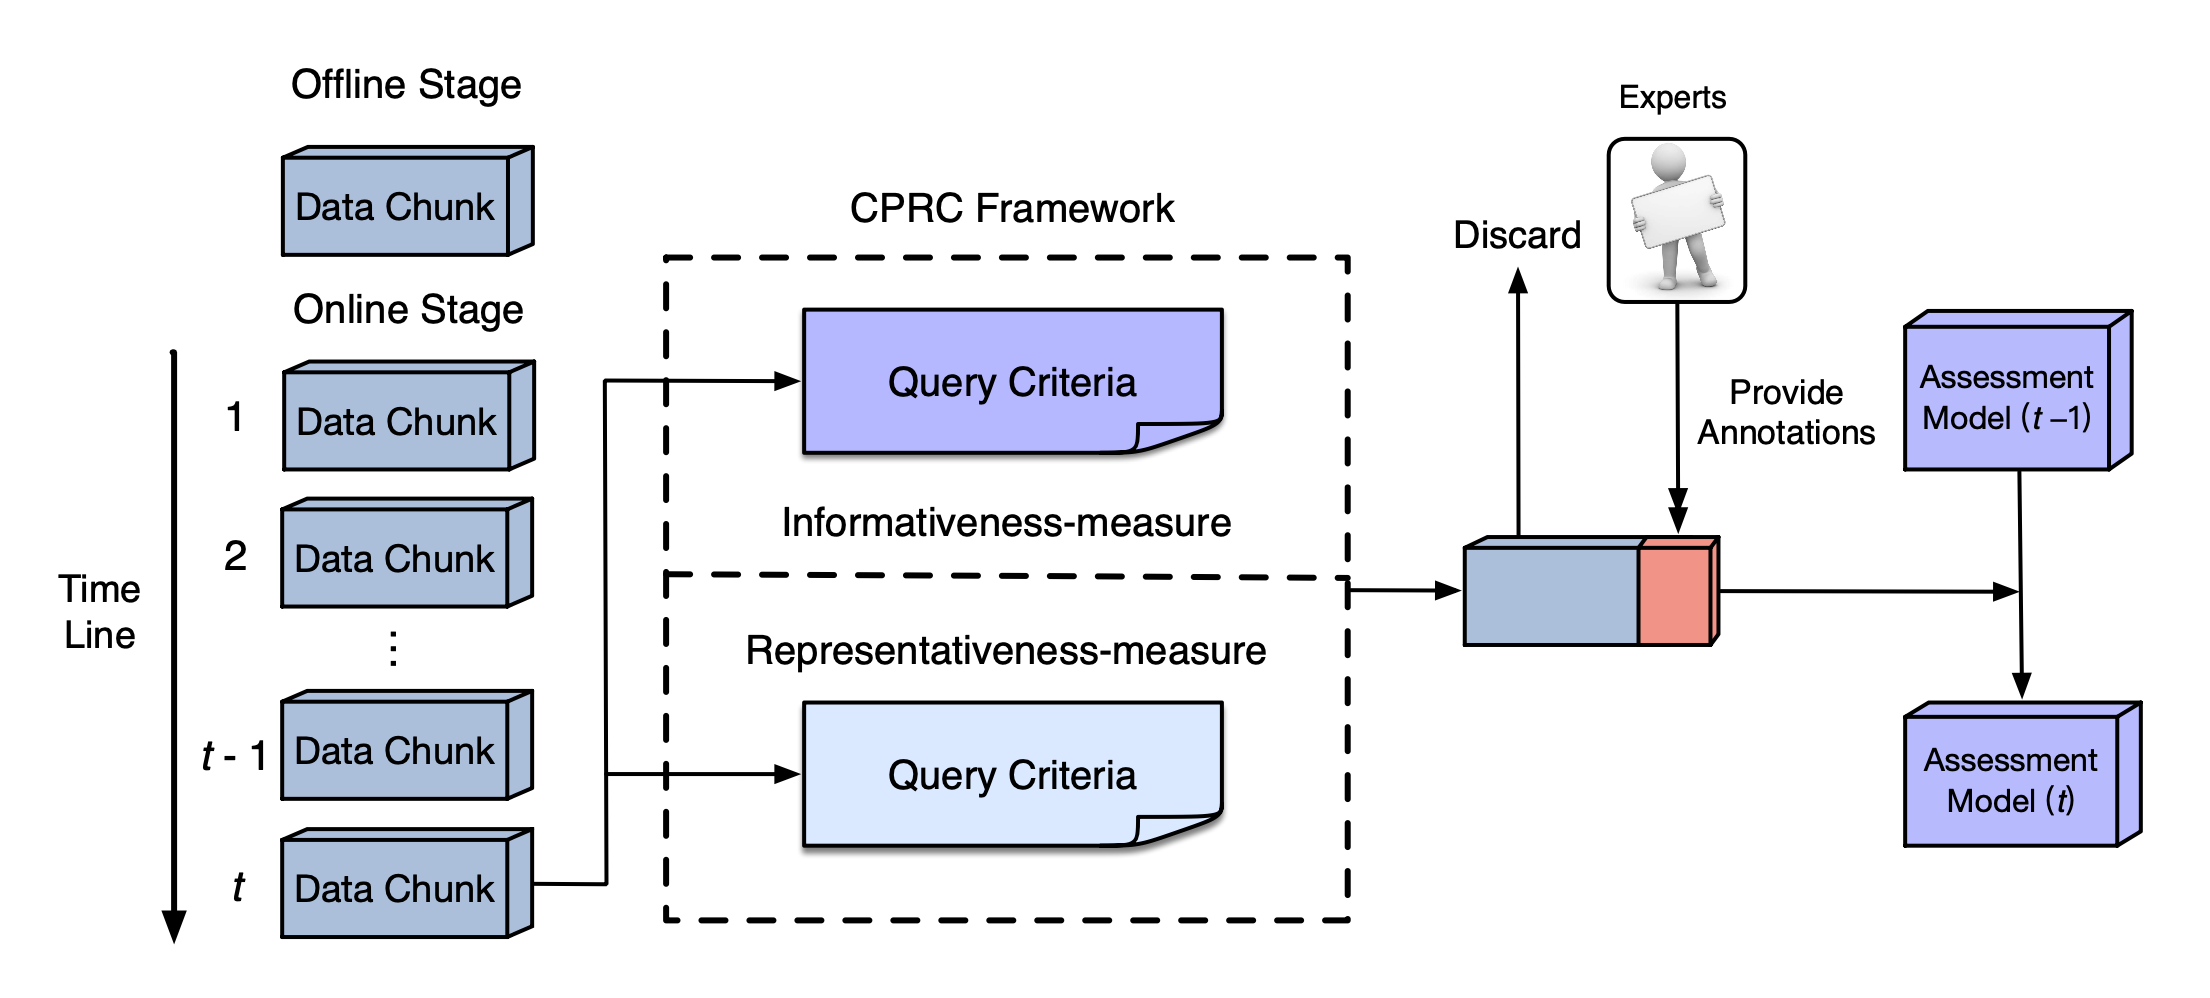 Offline Stage
Data Chunk
Online Stage
Time
Line
1
Data Chunk
2
Data Chunk
⋮
t - 1
Data Chunk
t
Data Chunk
CPRC Framework
Query Criteria
Informativeness-measure
Representativeness-measure
Query Criteria
Discard
Experts
Provide
Annotations
Assessment
Model (t –1)
Assessment
Model (t)